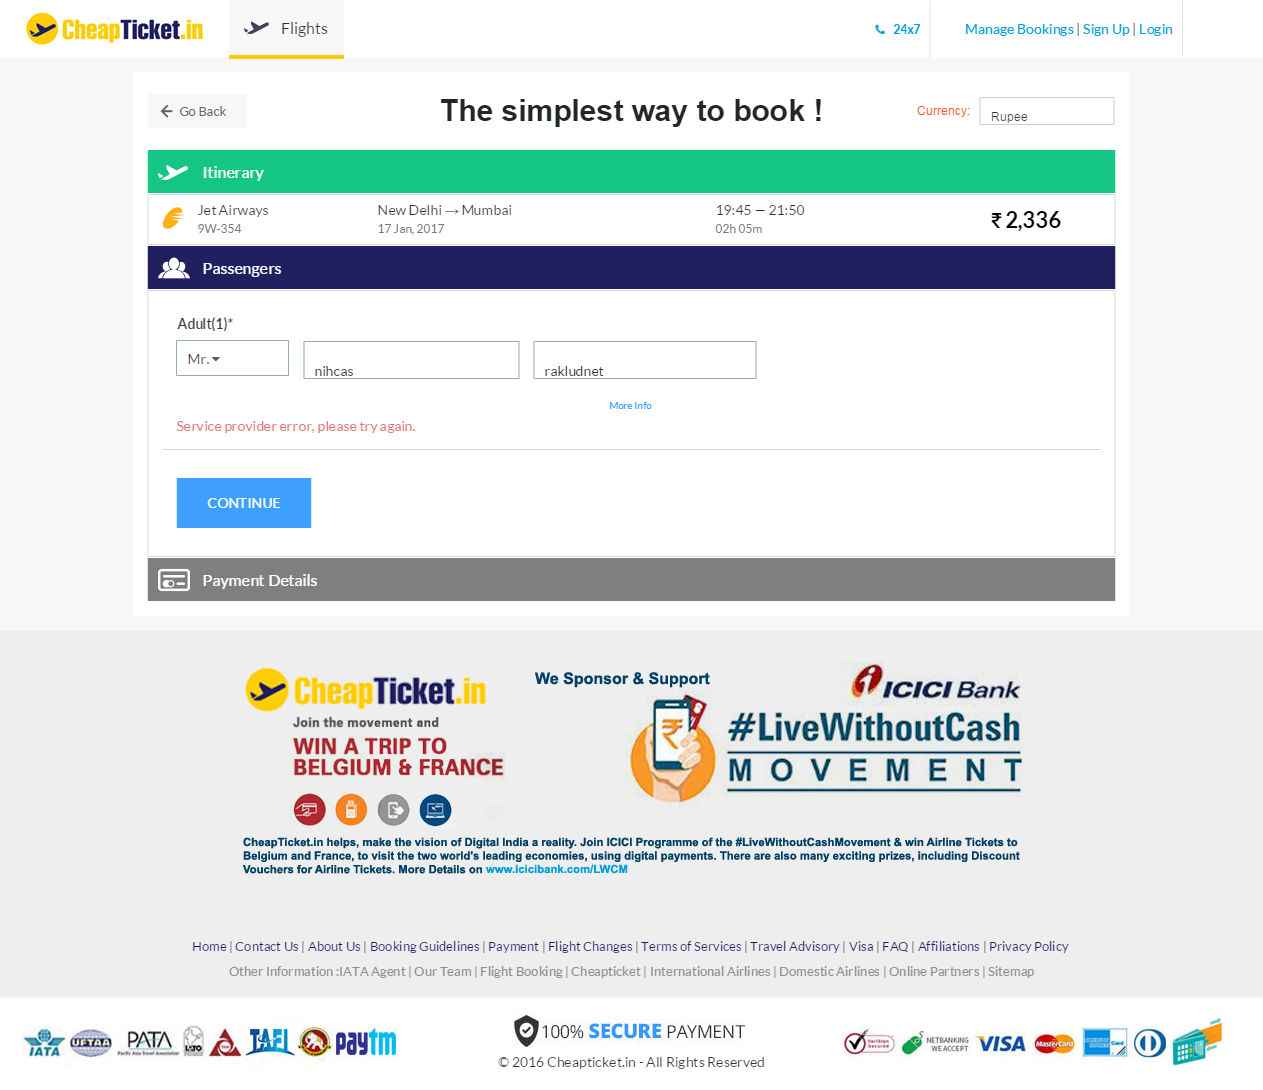 CheapTicket.in
Flights
24x7
Manage Bookings | Sign Up | Login
Go Back
The simplest way to book !
Currency:
Rupee
Itinerary
Jet Airways
New Delhi → Mumbai
19:45 — 21:50
₹ 2,336
9W-354
17 Jan, 2017
02h 05m
Passengers
Adult(1)*
Mr.
nihcas
rakludnet
More Info
Service provider error, please try again.
CONTINUE
Payment Details
CheapTicket.in
Join the movement and
WIN A TRIP TO
BELGIUM & FRANCE
We Sponsor & Support
ICICI Bank
#LiveWithoutCash
MOVEMENT
CheapTicket.in helps, make the vision of Digital India a reality. Join ICICI Programme of the #LiveWithoutCashMovement & win Airline Tickets to
Belgium and France, to visit the two world's leading economies, using digital payments. There are also many exciting prizes, including Discount
Vouchers for Airline Tickets. More Details on www.icicibank.com/LWCM
Home | Contact Us | About Us | Booking Guidelines | Payment | Flight Changes | Terms of Services | Travel Advisory | Visa | FAQ | Affiliations | Privacy Policy
Other Information :IATA Agent | Our Team | Flight Booking | Cheapticket | International Airlines | Domestic Airlines | Online Partners | Sitemap
IATA
UFTAA
PATA
Pacific Asia Travel Association
IATO
TAFI
paytm
100% SECURE PAYMENT
© 2016 Cheapticket.in - All Rights Reserved
Verisign
Secured
NETBANKING
WE ACCEPT
VISA
MasterCard